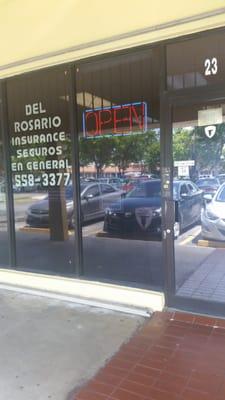 DEL
ROSARIO
INSURANCE
SEGUROS
EN GENERAL
558-3377
OPEN
23